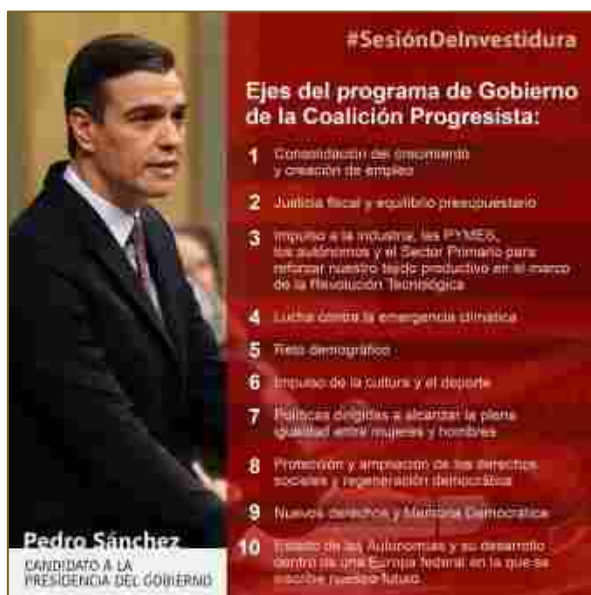 #SesiónDeInvestidura
Ejes del programa de Gobierno
de la Coalición Progresista:
1 Consolidación del crecimiento
y creación de empleo
2 Justicia fiscal y equilibrio presupuestario
3 Impulso a la industria, las PYMES,
los autónomos y el Sector Primario para
reforzar nuestro tejido productivo en el marco
de la Revolución Tecnológica
4 Lucha contra la emergencia climática
5 Reto demográfico
6 Impulso de la cultura y el deporte
7 Políticas dirigidas a alcanzar la plena
igualdad entre mujeres y hombres
8 Protección y ampliación de los derechos
sociales y regeneración democrática
9 Nuevos derechos y Memoria Democrática
10 Estado de las Autonomías y su desarrollo
dentro de una Europa federal en la que se
inscribe nuestro futuro
Pedro Sánchez
CANDIDATO A LA
PRESIDENCIA DEL GOBIERNO